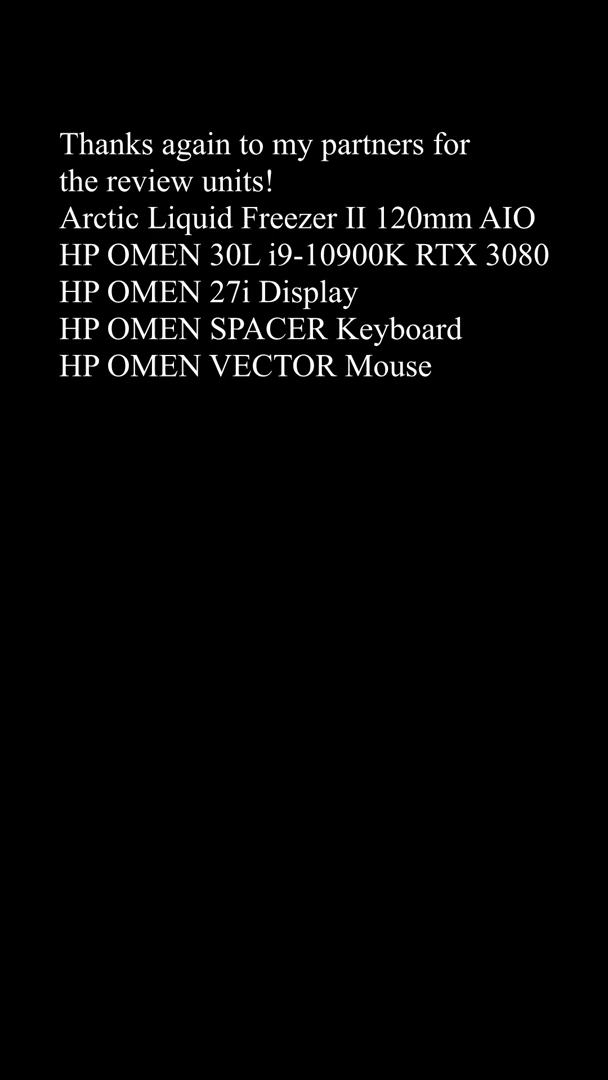 Thanks again to my partners for
the review units!
Arctic Liquid Freezer II 120mm AIO
HP OMEN 30L i9-10900K RTX 3080
HP OMEN 27i Display
HP OMEN SPACER Keyboard
HP OMEN VECTOR Mouse